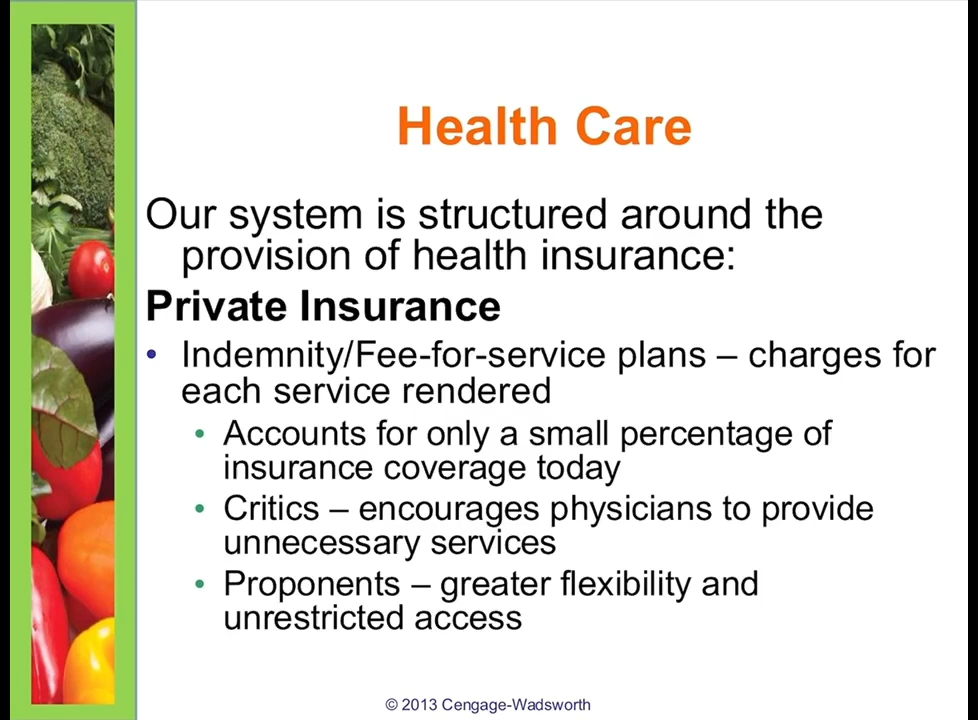 Health Care
Our system is structured around the
provision of health insurance:
Private Insurance
• Indemnity/Fee-for-service plans – charges for
each service rendered
• Accounts for only a small percentage of
insurance coverage today
• Critics – encourages physicians to provide
unnecessary services
• Proponents – greater flexibility and
unrestricted access
© 2013 Cengage-Wadsworth